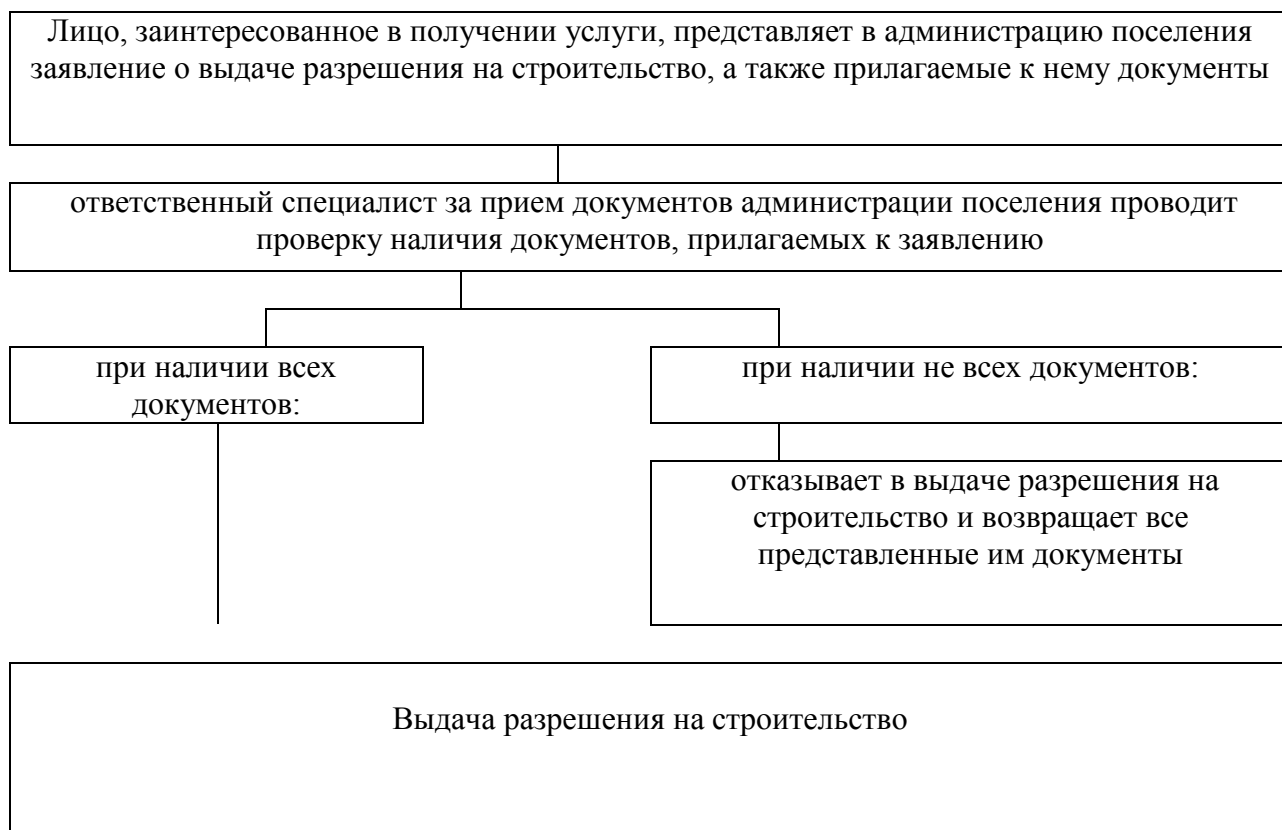 Лицо, заинтересованное в получении услуги, представляет в администрацию поселения
заявление о выдаче разрешения на строительство, а также прилагаемые к нему документы
ответственный специалист за прием документов администрации поселения проводит
проверку наличия документов, прилагаемых к заявлению
при наличии всех
документов:
при наличии не всех документов:
отказывает в выдаче разрешения на
строительство и возвращает все
представленные им документы
Выдача разрешения на строительство